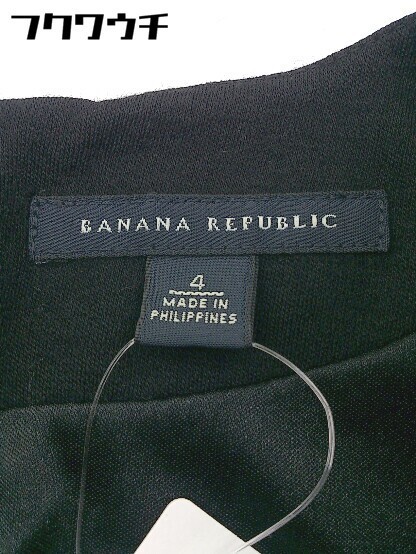 フクワウチ
BANANA REPUBLIC
4
MADE IN
PHILIPPINES